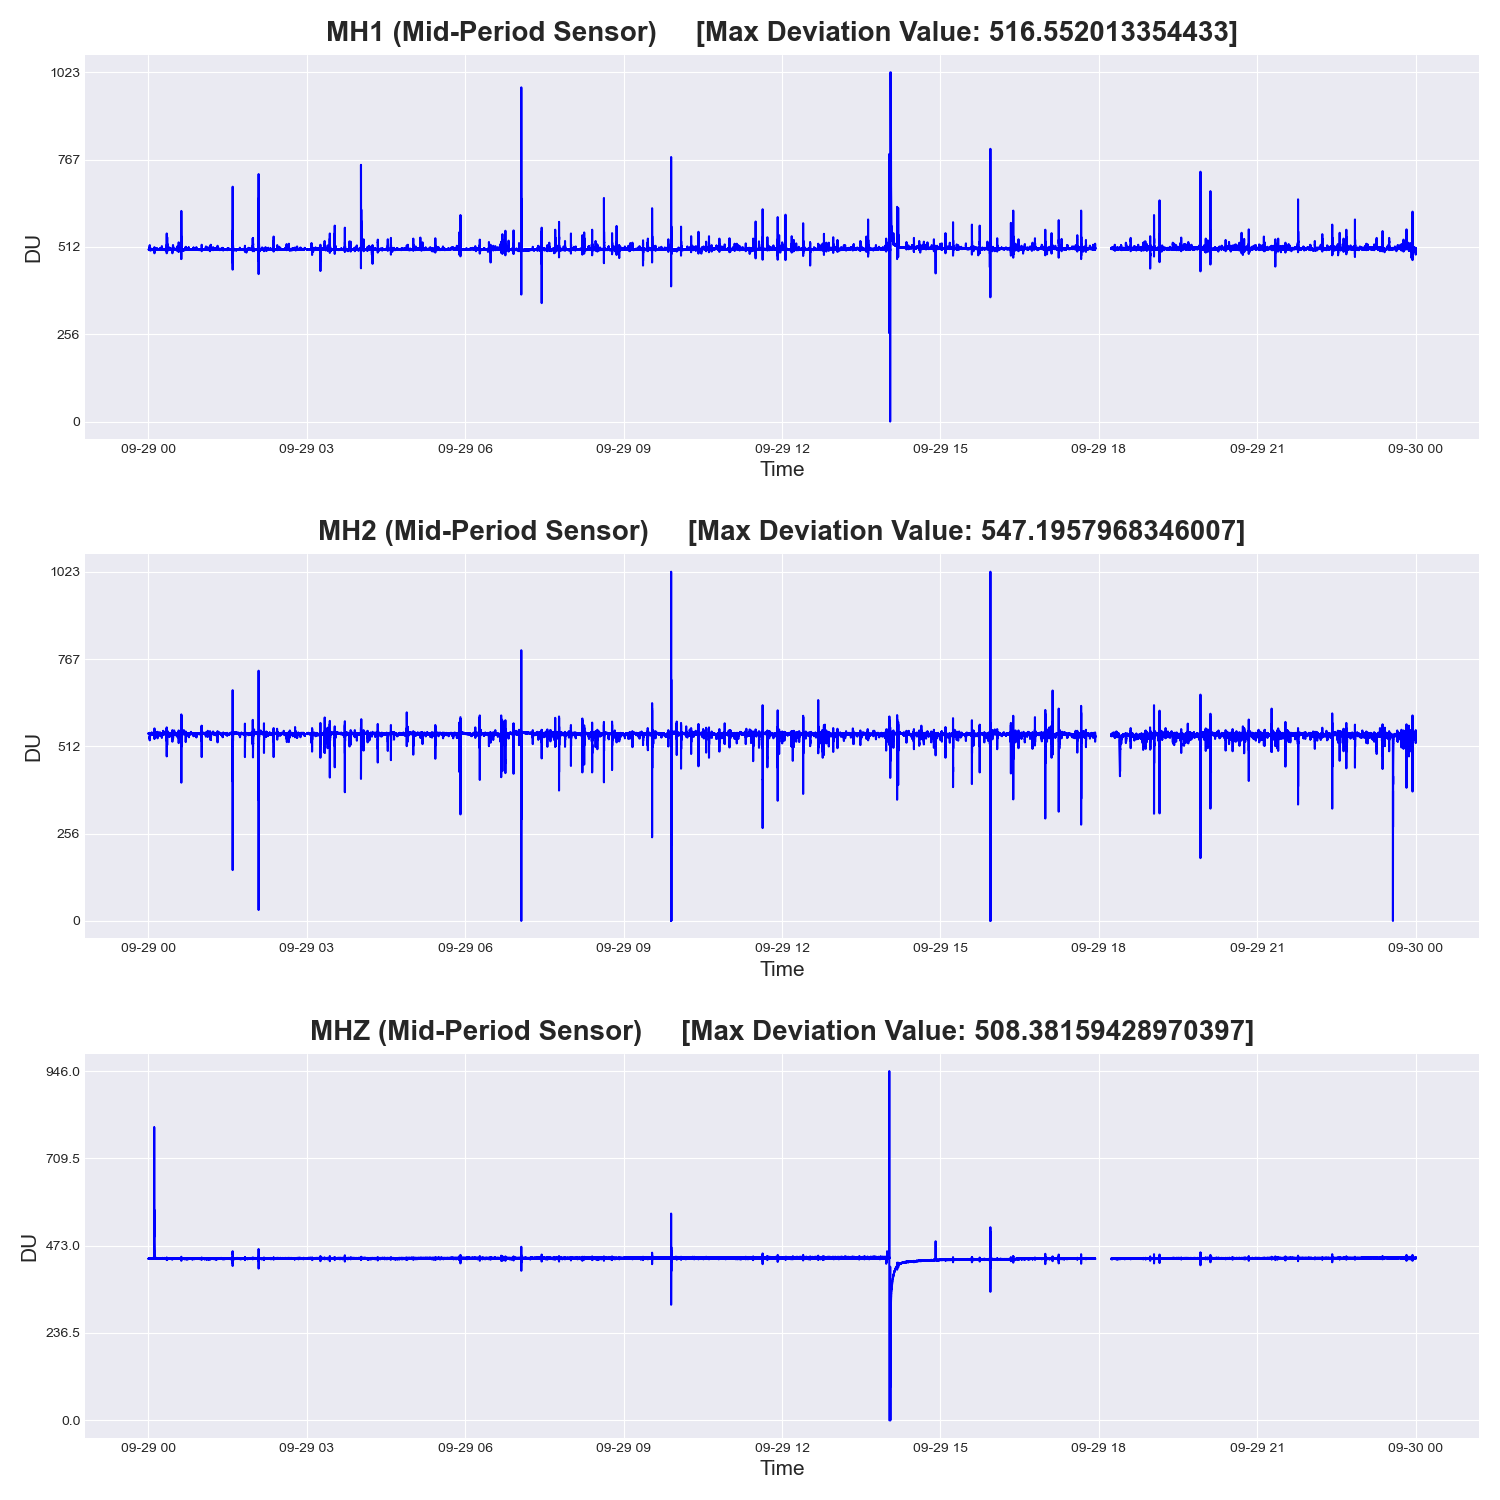 MH1 (Mid-Period Sensor) [Max Deviation Value: 516.552013354433]
1023
767
512
256
0
DU
09-29 00 09-29 03 09-29 06 09-29 09 09-29 12 09-29 15 09-29 18 09-29 21 09-30 00
Time
MH2 (Mid-Period Sensor) [Max Deviation Value: 547.1957968346007]
1023
767
512
256
0
DU
09-29 00 09-29 03 09-29 06 09-29 09 09-29 12 09-29 15 09-29 18 09-29 21 09-30 00
Time
MHZ (Mid-Period Sensor) [Max Deviation Value: 508.38159428970397]
946.0
709.5
473.0
236.5
0.0
DU
09-29 00 09-29 03 09-29 06 09-29 09 09-29 12 09-29 15 09-29 18 09-29 21 09-30 00
Time